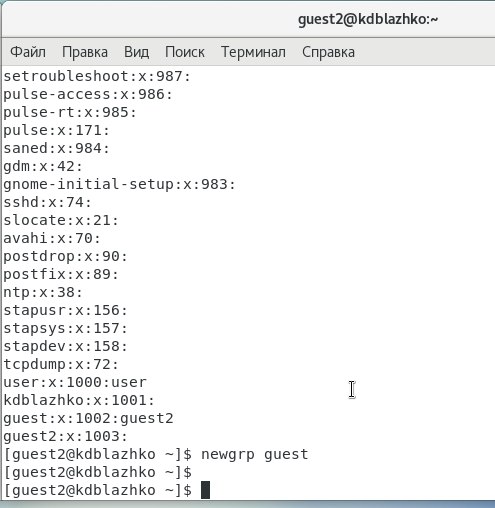 guest2@kdblazhko:~
Файл Правка Вид Поиск Терминал Справка
setroubleshoot:x:987:
pulse-access:x:986:
pulse-rt:x:985:
pulse:x:171:
saned:x:984:
gdm:x:42:
gnome-initial-setup:x:983:
sshd:x:74:
slocate:x:21:
avahi:x:70:
postdrop:x:90:
postfix:x:89:
ntp:x:38:
stapusr:x:156:
stapsys:x:157:
stapdev:x:158:
tcpdump:x:72:
user:x:1000:user
kdblazhko:x:1001:
guest:x:1002:guest2
guest2:x:1003:
[guest2@kdblazhko ~]$ newgrp guest
[guest2@kdblazhko ~]$
[guest2@kdblazhko ~]$